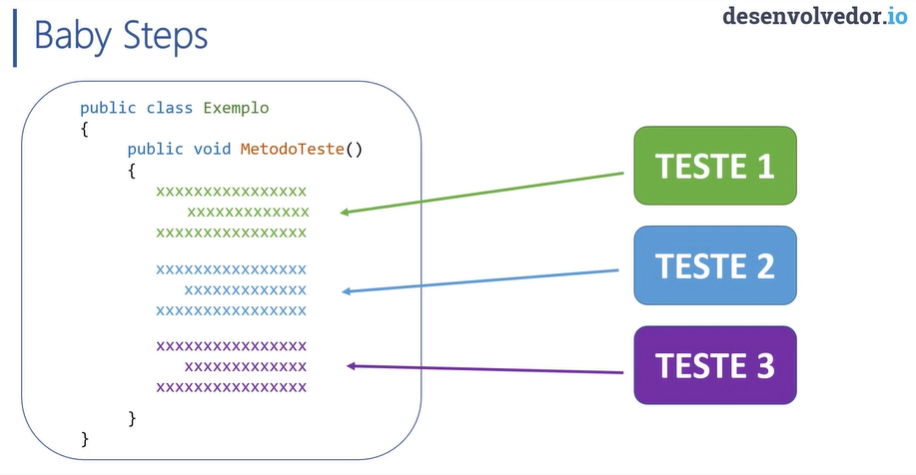 desenvolvedor.io
Baby Steps
public class Exemplo
{
public void MetodoTeste()
{
xxxxxxxxxxxxxxxx
xxxxxxxxxxxxx
xxxxxxxxxxxxxxxx
xxxxxxxxxxxxxxxx
xxxxxxxxxxxxx
xxxxxxxxxxxxxxxx
xxxxxxxxxxxxxxxx
xxxxxxxxxxxxx
xxxxxxxxxxxxxxxx
}
}
TESTE 1
TESTE 2
TESTE 3